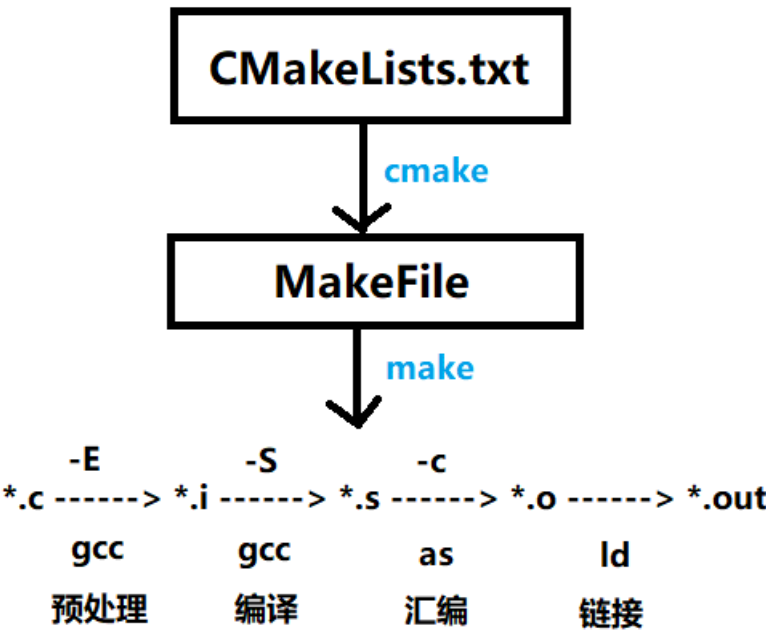 CMakeLists.txt
cmake
MakeFile
make
-E -S -c
*.c ------> *.i ------> *.s ------> *.o ------> *.out
gcc gcc as ld
预处理 编译 汇编 链接